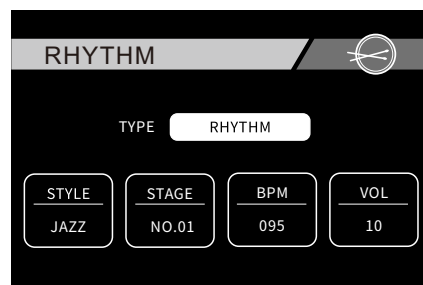 RHYTHM
TYPE RHYTHM
STYLE STAGE BPM VOL
JAZZ NO.01 095 10